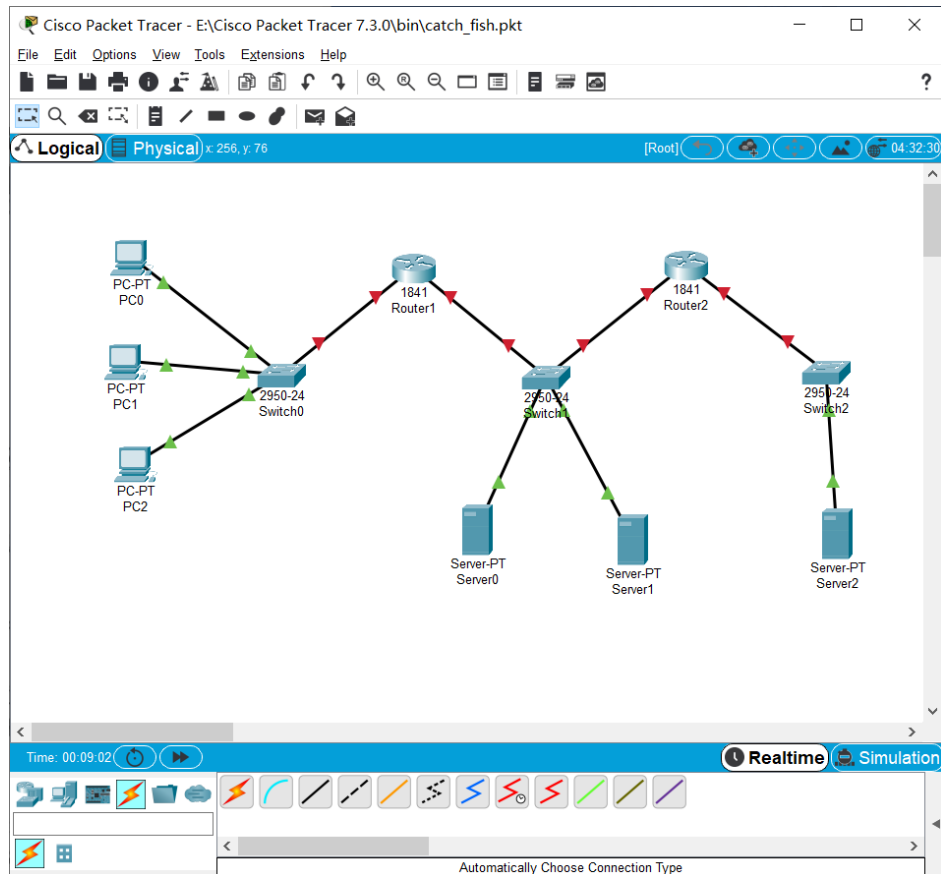 Cisco Packet Tracer - E:\Cisco Packet Tracer 7.3.0\bin\catch_fish.pkt
File Edit Options View Tools Extensions Help
?
Logical Physical x: 256, y: 76 [Root] 04:32:30
PC-PT
PC0
1841
Router1
1841
Router2
PC-PT
PC1
2950-24
Switch0
2950-24
Switch1
2950-24
Switch2
PC-PT
PC2
Server-PT
Server0
Server-PT
Server1
Server-PT
Server2
Time: 00:09:02 Realtime Simulation
Automatically Choose Connection Type